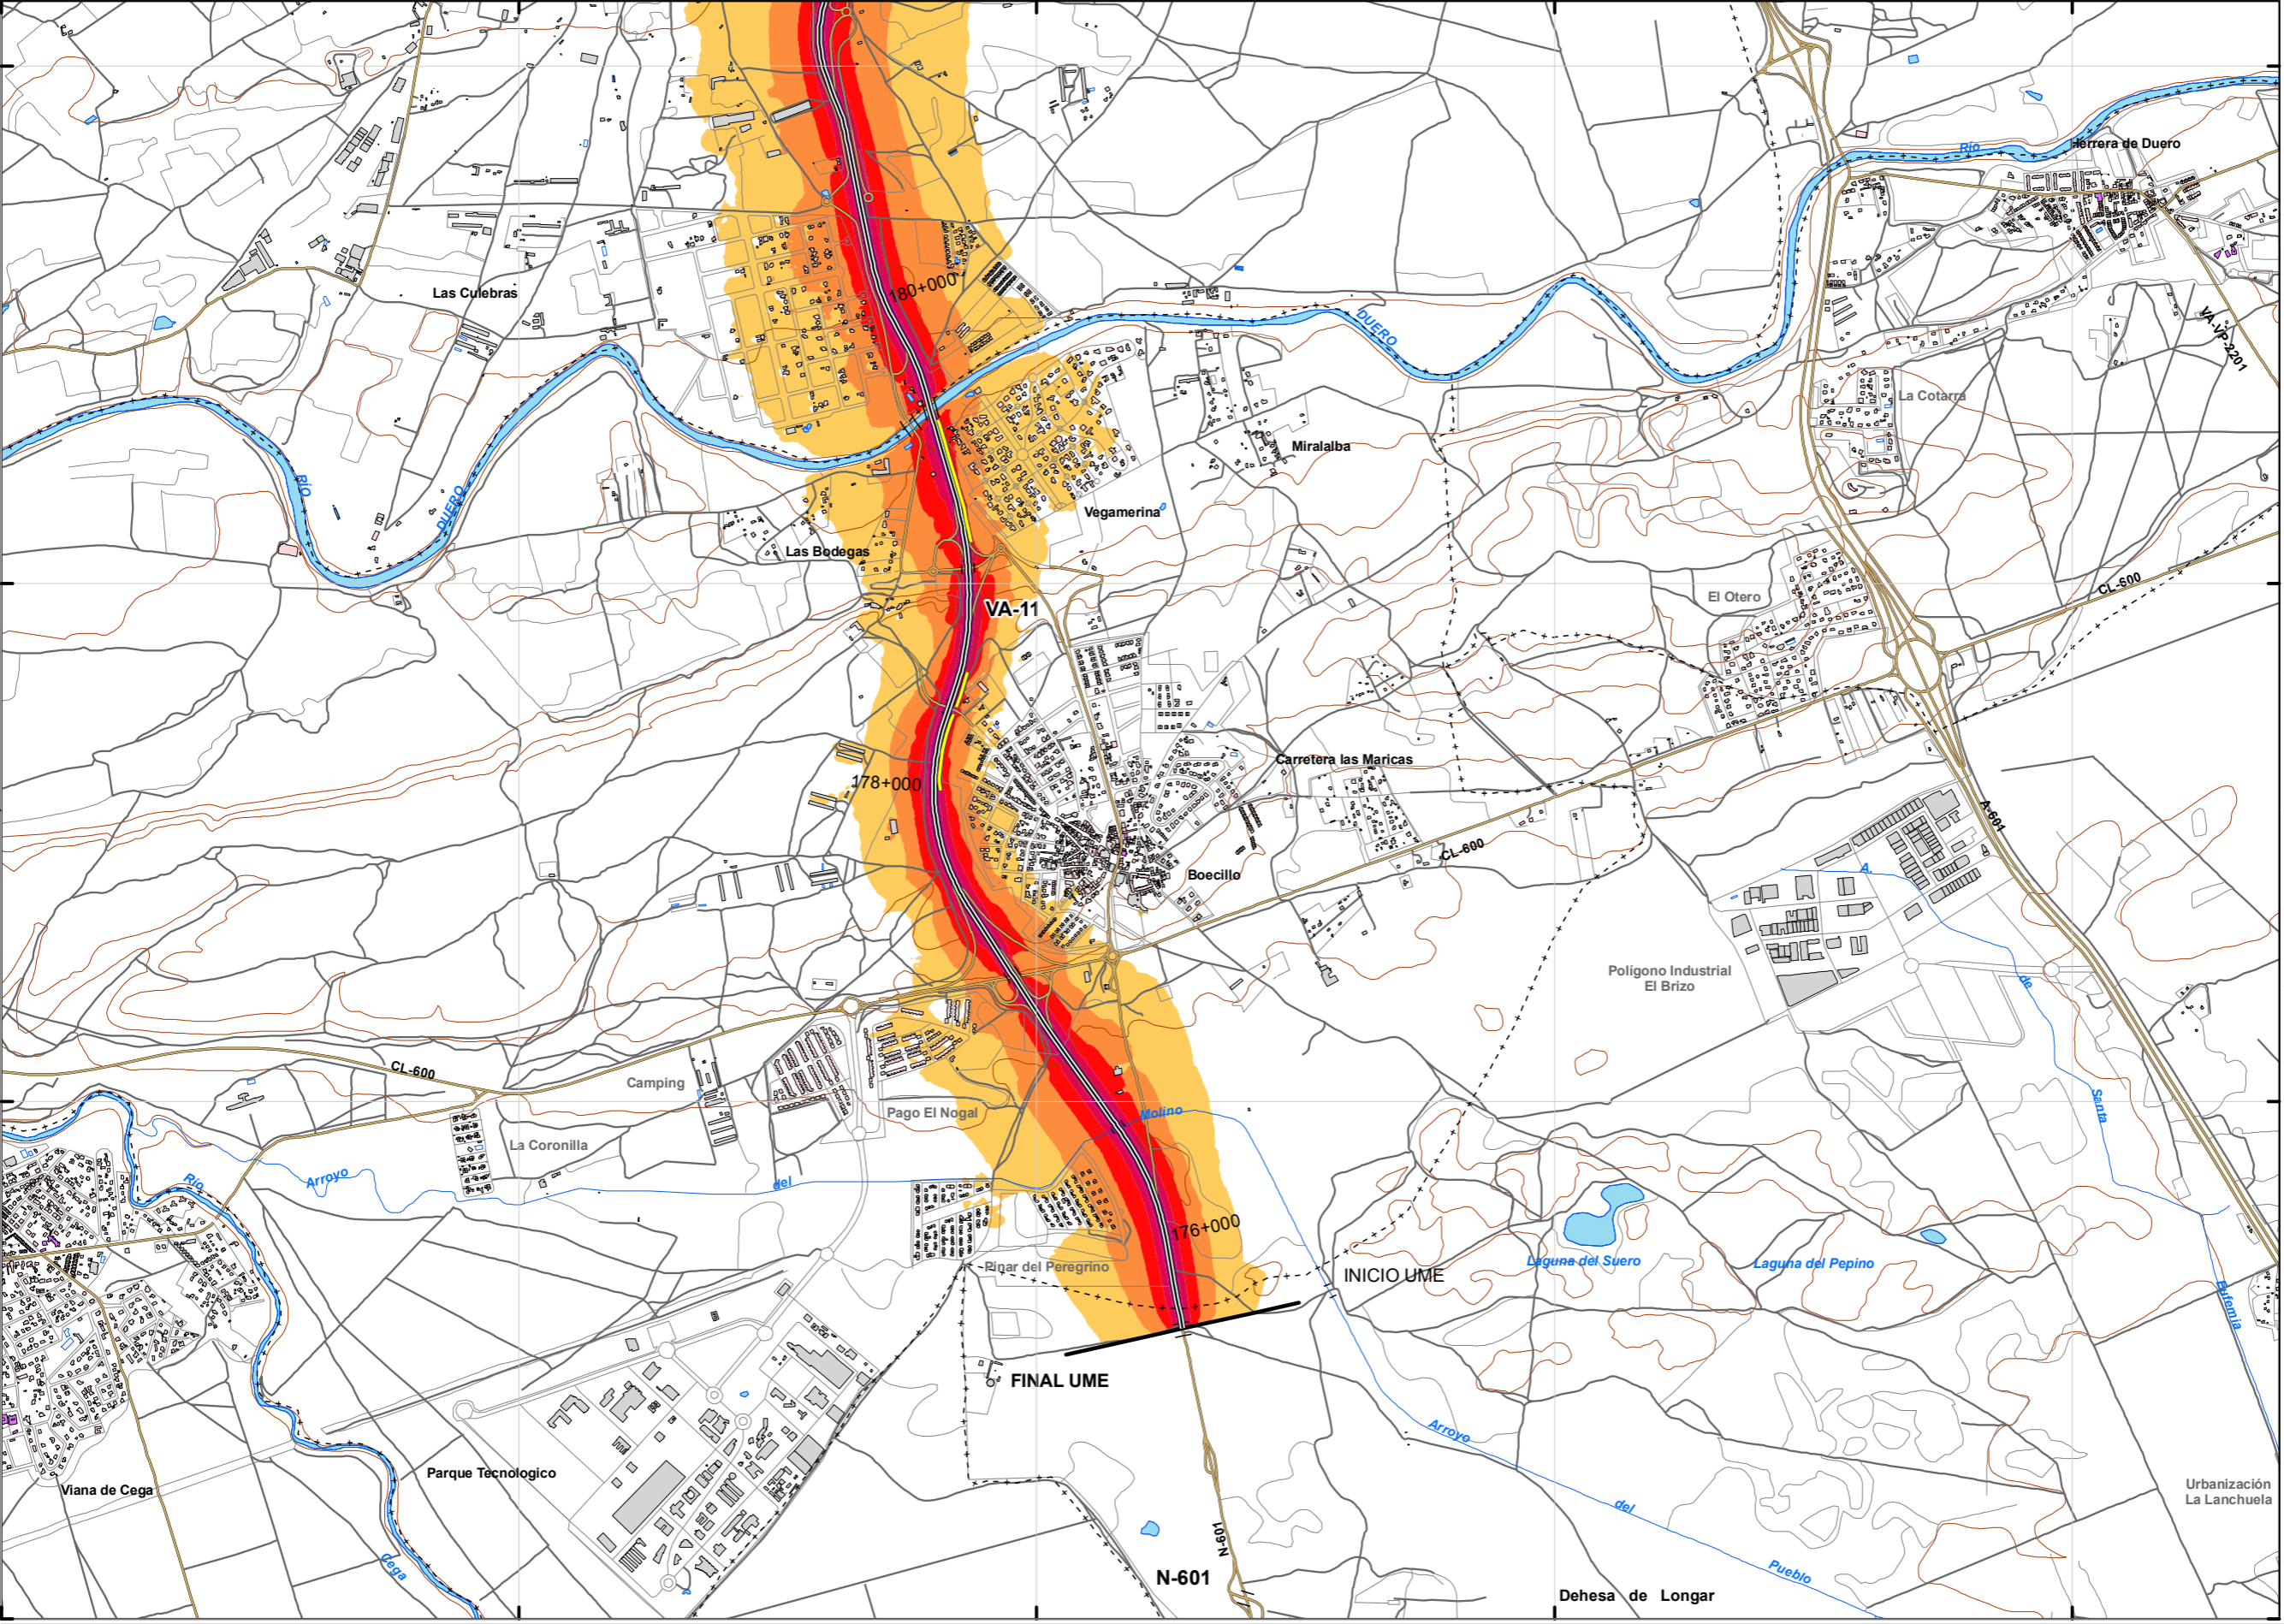 Río
Herrera de Duero
180+000
Las Culebras
DUERO
VA-VP-2201
La Cotarra
Miralalba
RÍO
DUERO
Vegamerina
Las Bodegas
CL-600
El Otero
VA-11
Carretera las Maricas
178+000
A-601
CL-600
A.
Boecillo
Polígono Industrial
El Brizo
de
CL-600
Camping
Pago El Nogal
Molino
Santa
La Coronilla
Arroyo
Río
del
176+000
Pinar del Peregrino
INICIO UME
Laguna del Suero
Laguna del Pepino
Eufemia
FINAL UME
Arroyo
Parque Tecnologico
Viana de Cega
Urbanización
La Lanchuela
del
N-601
Cega
N-601
Pueblo
Dehesa de Longar